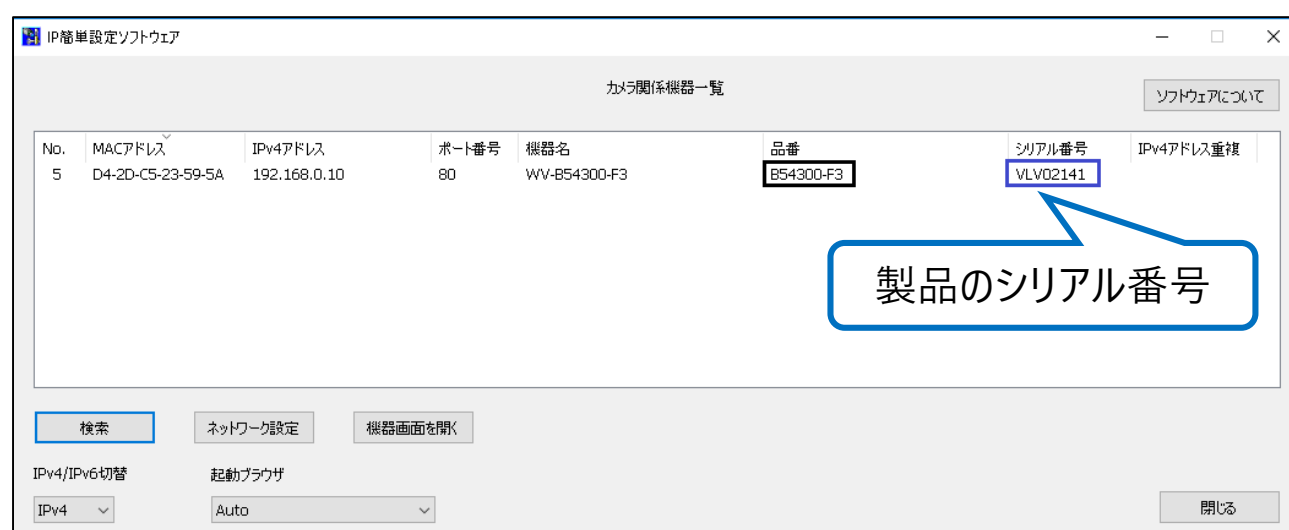 IP簡単設定ソフトウェア
カメラ関係機器一覧
ソフトウェアについて
No. MACアドレス IPv4アドレス ポート番号 機器名 品番 シリアル番号 IPv4アドレス重複
5 D4-2D-C5-23-59-5A 192.168.0.10 80 WV-B54300-F3 B54300-F3 VLV02141
製品のシリアル番号
検索 ネットワーク設定 機器画面を開く
IPv4/IPv6切替 起動ブラウザ
IPv4 Auto 閉じる